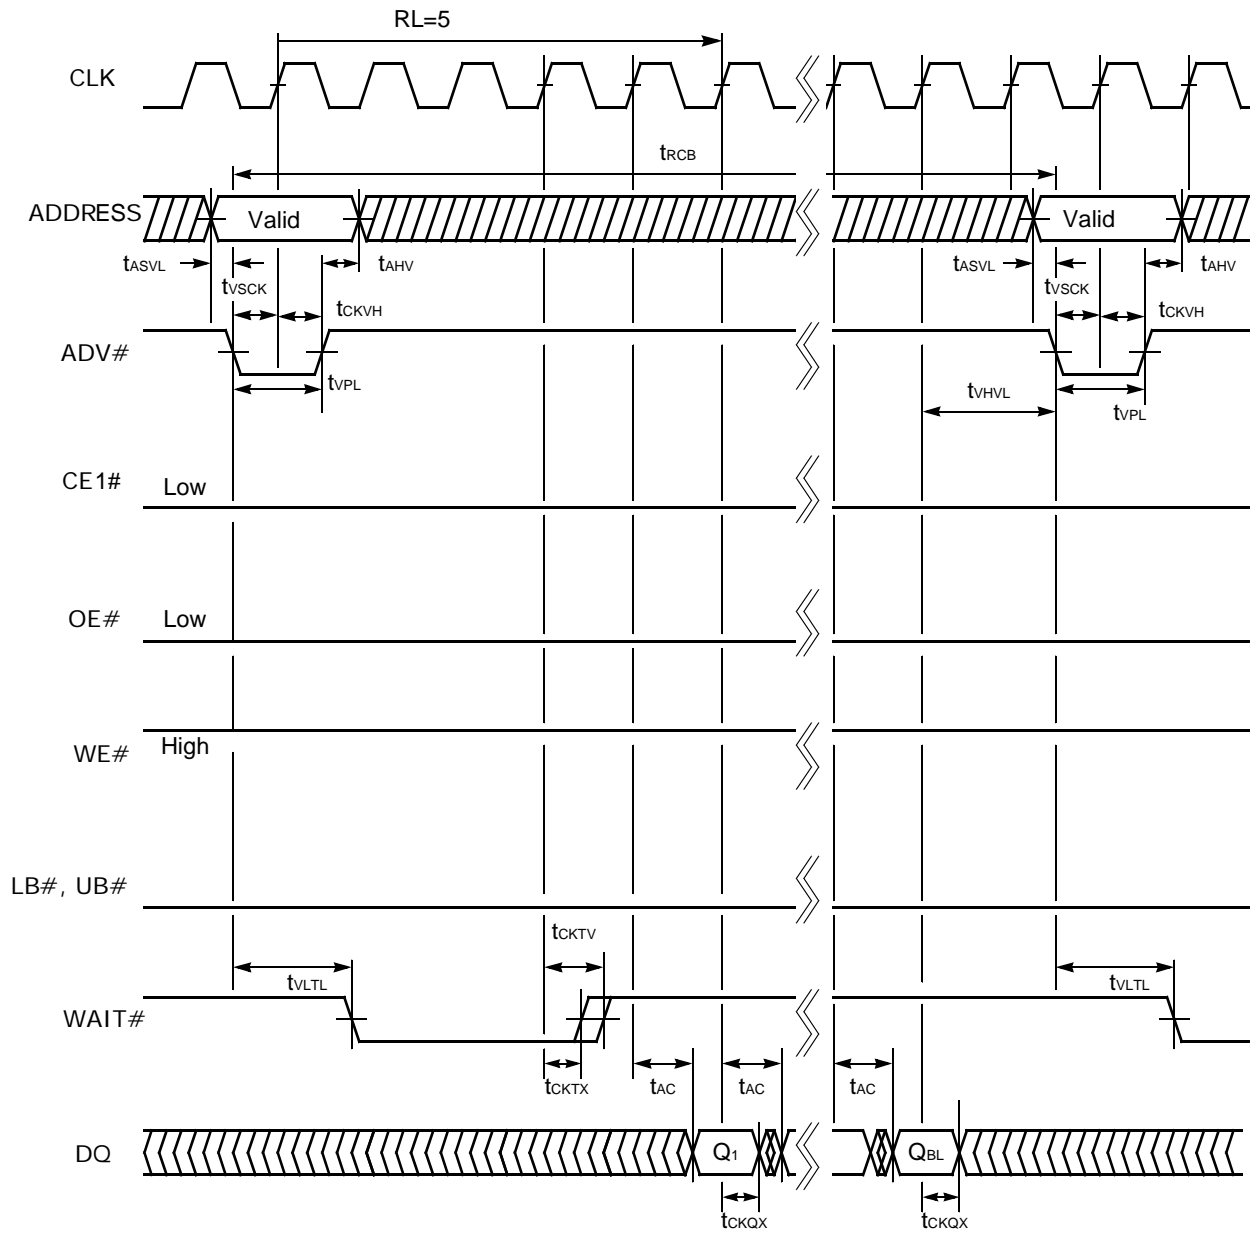 RL=5
CLK
tRCB
ADDRESS Valid Valid
tASVL tAHV tASVL tAHV
tVSCK tVSCK
tCKVH tCKVH
ADV#
tVPL tVHVL tVPL
CE1# Low
OE# Low
WE# High
LB#, UB#
tCKTV
tVLTL tVLTL
WAIT#
tCKTX tAC tAC tAC
DQ Q1 QBL
tCKQX tCKQX